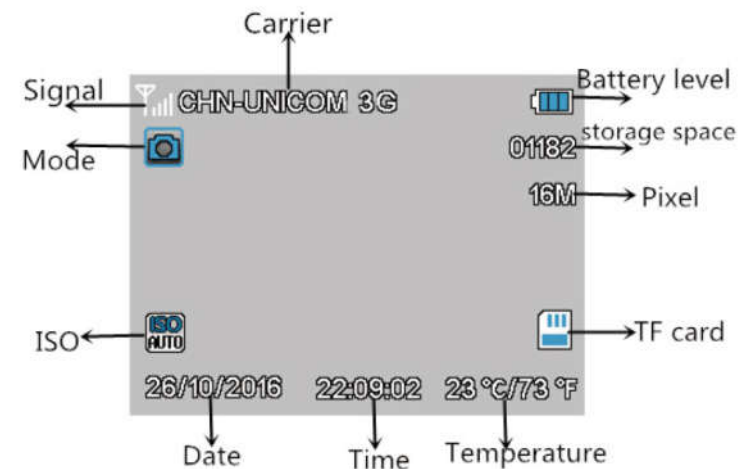 Carrier
Signal CHN-UNICOM 3G Battery level
Mode 01182 storage space
16M Pixel
ISO ISO AUTO TF card
26/10/2016 22:09:02 23 °C/73 °F
Date Time Temperature